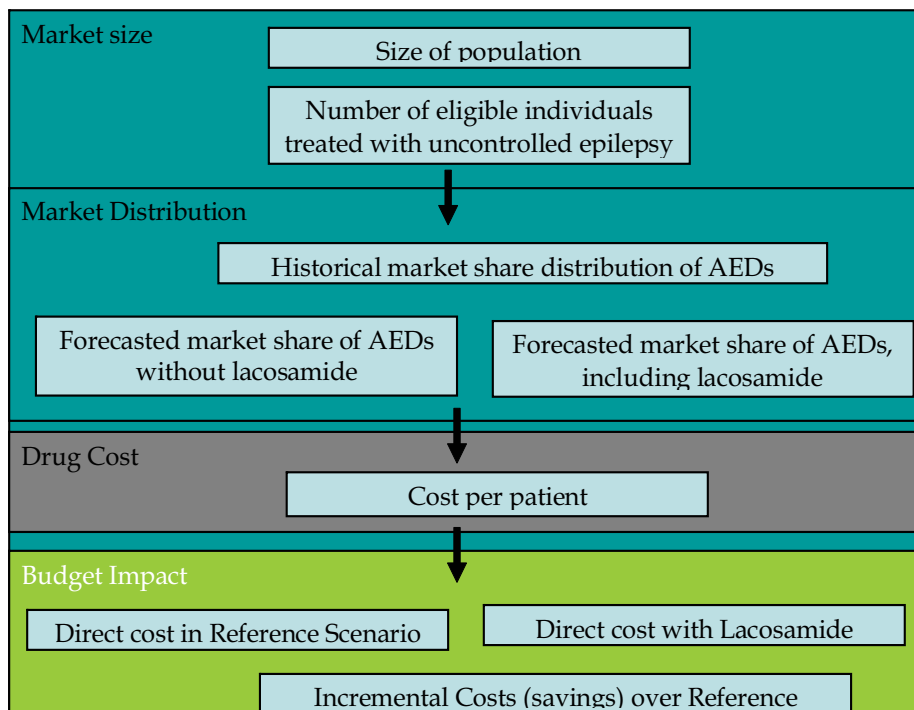 Market size
Size of population
Number of eligible individuals
treated with uncontrolled epilepsy
Market Distribution
Historical market share distribution of AEDs
Forecasted market share of AEDs
without lacosamide
Forecasted market share of AEDs,
including lacosamide
Drug Cost
Cost per patient
Budget Impact
Direct cost in Reference Scenario
Direct cost with Lacosamide
Incremental Costs (savings) over Reference